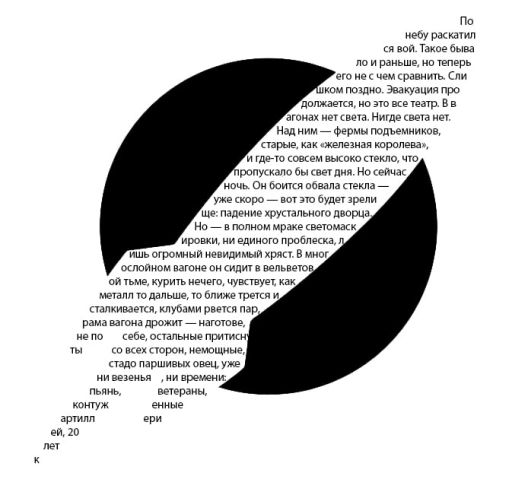 По
небу раскатил
ся вой. Такое быва
ло и раньше, но теперь
его не с чем сравнить. Сли
шком поздно. Эвакуация про
должается, но это все театр. В в
агонах нет света. Нигде света нет.
Над ним — фермы подъемников,
старые, как «железная королева»,
и где-то совсем высоко стекло, что
пропускало бы свет дня. Но сейчас
ночь. Он боится обвала стекла —
уже скоро — вот это будет зрели
ще: падение хрустального дворца.
Но — в полном мраке светомаск
ировки, ни единого проблеска, л
ишь огромный невидимый хряст. В мног
ослойном вагоне он сидит в вельветов
ой тьме, курить нечего, чувствует, как
металл то дальше, то ближе трется и
сталкивается, клубами рвется пар,
рама вагона дрожит — наготове,
не по себе, остальные притисну
ты со всех сторон, немощные,
стадо паршивых овец, уже
ни везенья , ни времени:
пьянь, ветераны,
контуж енные
артилл ери
ей, 20
лет
к